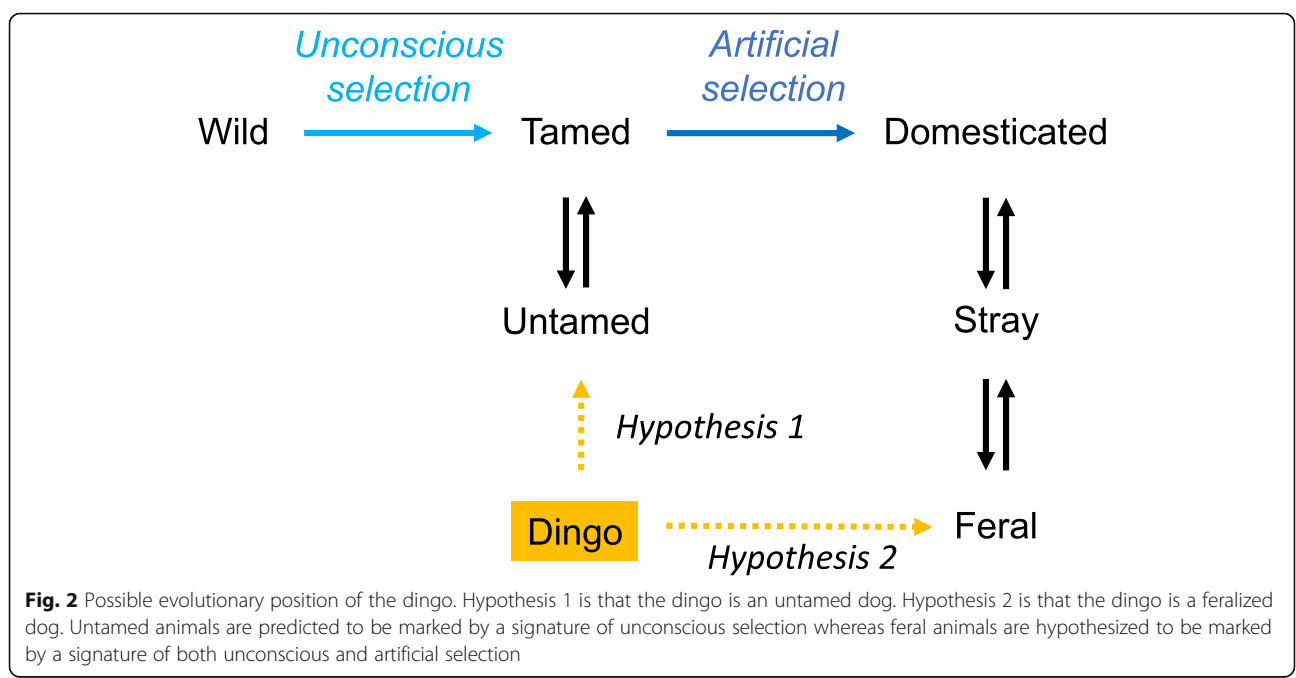 Unconscious
selection
Artificial
selection
Wild
Tamed
Domesticated
Untamed
Stray
Hypothesis 1
Dingo
Feral
Hypothesis 2
Fig. 2 Possible evolutionary position of the dingo. Hypothesis 1 is that the dingo is an untamed dog. Hypothesis 2 is that the dingo is a feralized
dog. Untamed animals are predicted to be marked by a signature of unconscious selection whereas feral animals are hypothesized to be marked
by a signature of both unconscious and artificial selection